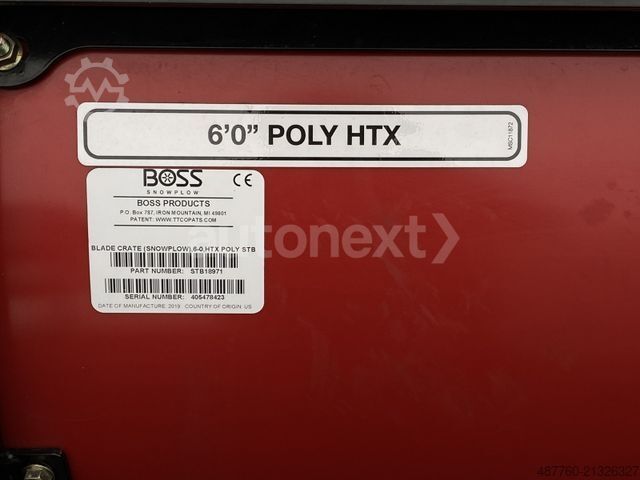 6'0" POLY HTX
MSC11872
BOSS
SNOWPLOW
CE
BOSS PRODUCTS
P.O. Box 787, IRON MOUNTAIN, MI 49801
PATENT: WWW.TTCOPATS.COM
autonext
BLADE CRATE (SNOWPLOW),6-0,HTX POLY STB
PART NUMBER: STB18971
SERIAL NUMBER: 405478423
DATE OF MANUFACTURE: 2019 COUNTRY OF ORIGIN: US
487760-21326327